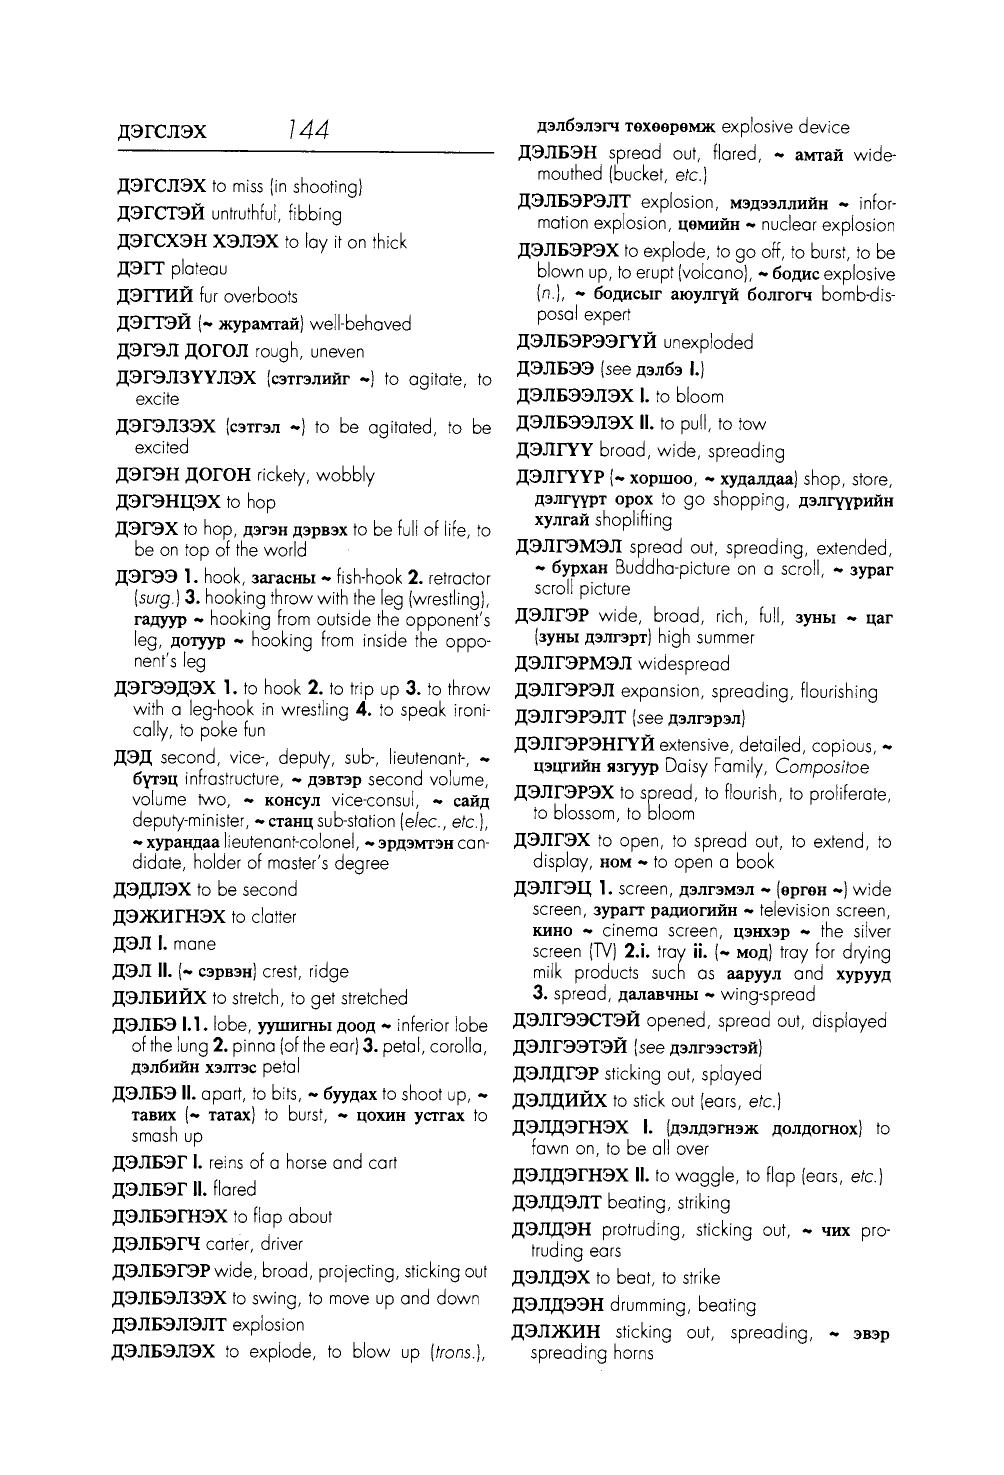 ДЭГСЛЭХ 144
ДЭГСЛЭХ to miss (in shooting)
ДЭГСТЭЙ untruthful, fibbing
ДЭГСХЭН ХЭЛЭХ to lay it on thick
ДЭГТ plateau
ДЭГТИЙ fur overboots
ДЭГТЭЙ (~ журамтай) well-behaved
ДЭГЭЛ ДОГОЛ rough, uneven
ДЭГЭЛЗҮҮЛЭХ (сэтгэлийг ~) to agitate, to
excite
ДЭГЭЛЗЭХ (сэтгэл ~) to be agitated, to be
excited
ДЭГЭН ДОГОН rickety, wobbly
ДЭГЭНЦЭХ to hop
ДЭГЭХ to hop, дэгэн дэрвэх to be full of life, to
be on top of the world
ДЭГЭЭ 1. hook, загасны ~ fish-hook 2. retractor
(surg.) 3. hooking throw with the leg (wrestling),
гадуур ~ hooking from outside the opponent's
leg, дотуур ~ hooking from inside the oppo-
nent's leg
ДЭГЭЭДЭХ 1. to hook 2. to trip up 3. to throw
with a leg-hook in wrestling 4. to speak ironi-
cally, to poke fun
ДЭД second, vice-, deputy, sub-, lieutenant-, ~
бүтэц infrastructure, ~ дэвтэр second volume,
volume two, ~ консул vice-consul, ~ сайд
deputy-minister, ~ станц sub-station (elec., etc.),
~ хурандаа lieutenant-colonel, ~ эрдэмтэн can-
didate, holder of master's degree
ДЭДЛЭХ to be second
ДЭЖИГНЭХ to clatter
ДЭЛ I. mane
ДЭЛ II. (~ сэрвэн) crest, ridge
ДЭЛБИЙХ to stretch, to get stretched
ДЭЛБЭ I.1. lobe, уушигны доод ~ inferior lobe
of the lung 2. pinna (of the ear) 3. petal, corolla,
дэлбийн хэлтэс petal
ДЭЛБЭ II. apart, to bits, ~ буудах to shoot up, ~
тавих (~ татах) to burst, ~ цохин устгах to
smash up
ДЭЛБЭГ I. reins of a horse and cart
ДЭЛБЭГ II. flared
ДЭЛБЭГНЭХ to flap about
ДЭЛБЭГЧ carter, driver
ДЭЛБЭГЭР wide, broad, projecting, sticking out
ДЭЛБЭЛЗЭХ to swing, to move up and down
ДЭЛБЭЛЭЛТ explosion
ДЭЛБЭЛЭХ to explode, to blow up (trans.),
дэлбэлэгч төхөөрөмж explosive device
ДЭЛБЭН spread out, flared, ~ амтай wide-
mouthed (bucket, etc.)
ДЭЛБЭРЭЛТ explosion, мэдээллийн ~ infor-
mation explosion, цөмийн ~ nuclear explosion
ДЭЛБЭРЭХ to explode, to go off, to burst, to be
blown up, to erupt (volcano), ~ бодис explosive
(n.), ~ бодисыг аюулгүй болгогч bomb-dis-
posal expert
ДЭЛБЭРЭЭГҮЙ unexploded
ДЭЛБЭЭ (see дэлбэ I.)
ДЭЛБЭЭЛЭХ I. to bloom
ДЭЛБЭЭЛЭХ II. to pull, to tow
ДЭЛГҮҮ broad, wide, spreading
ДЭЛГҮҮР (~ хоршоо, ~ худалдаа) shop, store,
дэлгүүрт орох to go shopping, дэлгүүрийн
хулгай shoplifting
ДЭЛГЭМЭЛ spread out, spreading, extended,
~ бурхан Buddha-picture on a scroll, ~ зураг
scroll picture
ДЭЛГЭР wide, broad, rich, full, зуны ~ цаг
(зуны дэлгэрт) high summer
ДЭЛГЭРМЭЛ widespread
ДЭЛГЭРЭЛ expansion, spreading, flourishing
ДЭЛГЭРЭЛТ (see дэлгэрэл)
ДЭЛГЭРЭНГҮЙ extensive, detailed, copious, ~
цэцгийн язгуур Daisy Family, Compositoe
ДЭЛГЭРЭХ to spread, to flourish, to proliferate,
to blossom, to bloom
ДЭЛГЭХ to open, to spread out, to extend, to
display, ном ~ to open a book
ДЭЛГЭЦ 1. screen, дэлгэмэл ~ (өргөн ~) wide
screen, зурагт радиогийн ~ television screen,
кино ~ cinema screen, цэнхэр ~ the silver
screen (TV) 2.i. tray ii. (~ мод) tray for drying
milk products such as ааруул and хурууд
3. spread, далавчны ~ wing-spread
ДЭЛГЭЭСТЭЙ opened, spread out, displayed
ДЭЛГЭЭТЭЙ (see дэлгээстэй)
ДЭЛДГЭР sticking out, splayed
ДЭЛДИЙХ to stick out (ears, etc.)
ДЭЛДЭГНЭХ I. (дэлдэгнэж долдогнох) to
fawn on, to be all over
ДЭЛДЭГНЭХ II. to waggle, to flap (ears, etc.)
ДЭЛДЭЛТ beating, striking
ДЭЛДЭН protruding, sticking out, ~ чих pro-
truding ears
ДЭЛДЭХ to beat, to strike
ДЭЛДЭЭН drumming, beating
ДЭЛЖИН sticking out, spreading, ~ эвэр
spreading horns